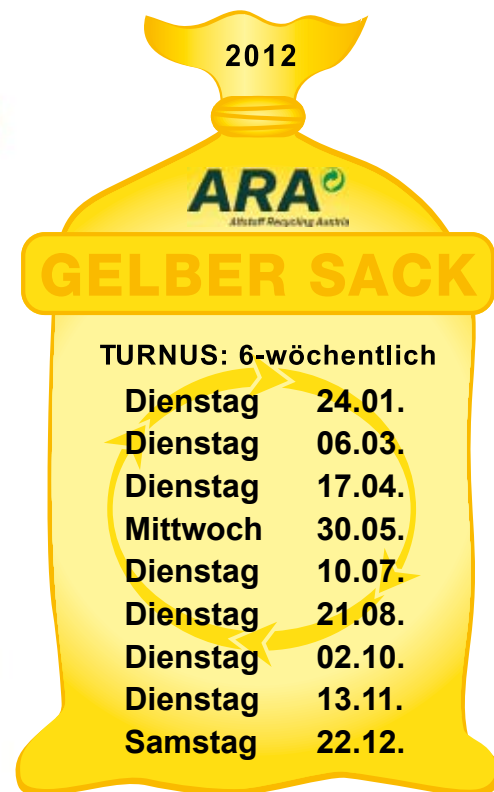 2012
ARA
Altstoff Recycling Austria
GELBER SACK
TURNUS: 6-wöchentlich
Dienstag 24.01.
Dienstag 06.03.
Dienstag 17.04.
Mittwoch 30.05.
Dienstag 10.07.
Dienstag 21.08.
Dienstag 02.10.
Dienstag 13.11.
Samstag 22.12.